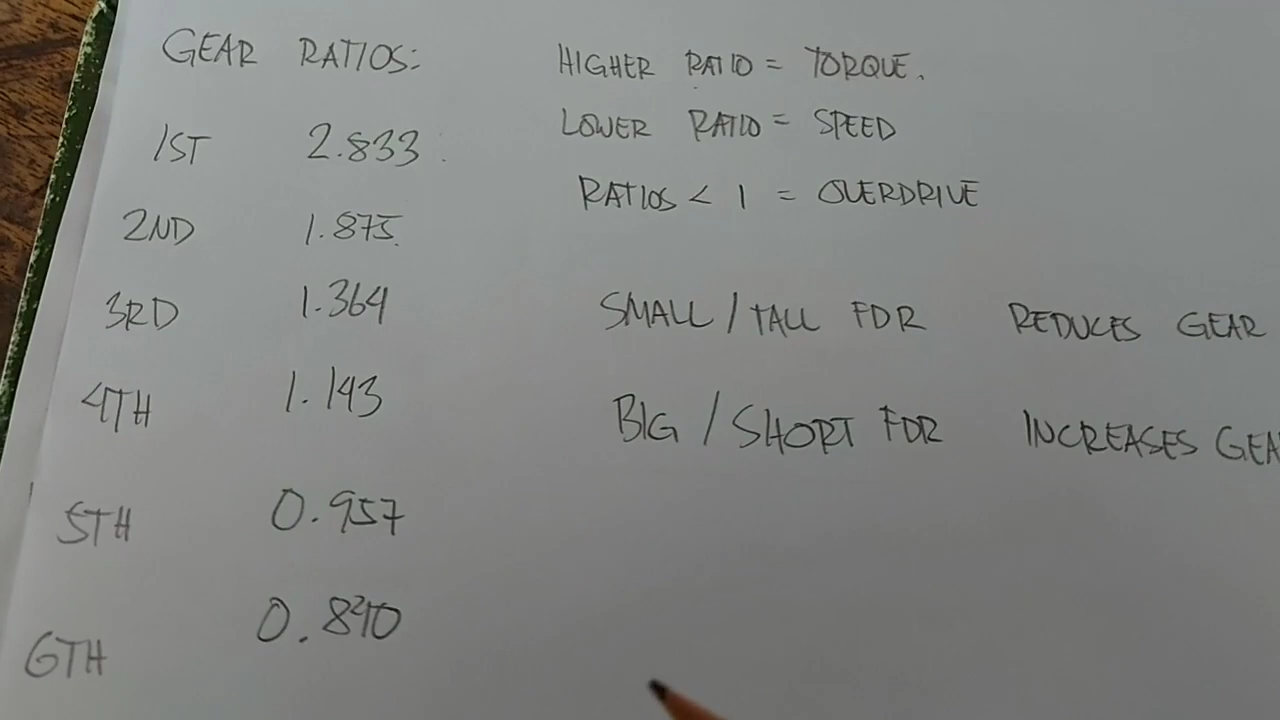 GEAR RATIOS:
1ST 2.833
2ND 1.875
3RD 1.364
4TH 1.143
5TH 0.957
6TH 0.840
HIGHER RATIO = TORQUE.
LOWER RATIO = SPEED
RATIOS < 1 = OVERDRIVE
SMALL / TALL FDR REDUCES GEAR
BIG / SHORT FDR INCREASES GEA